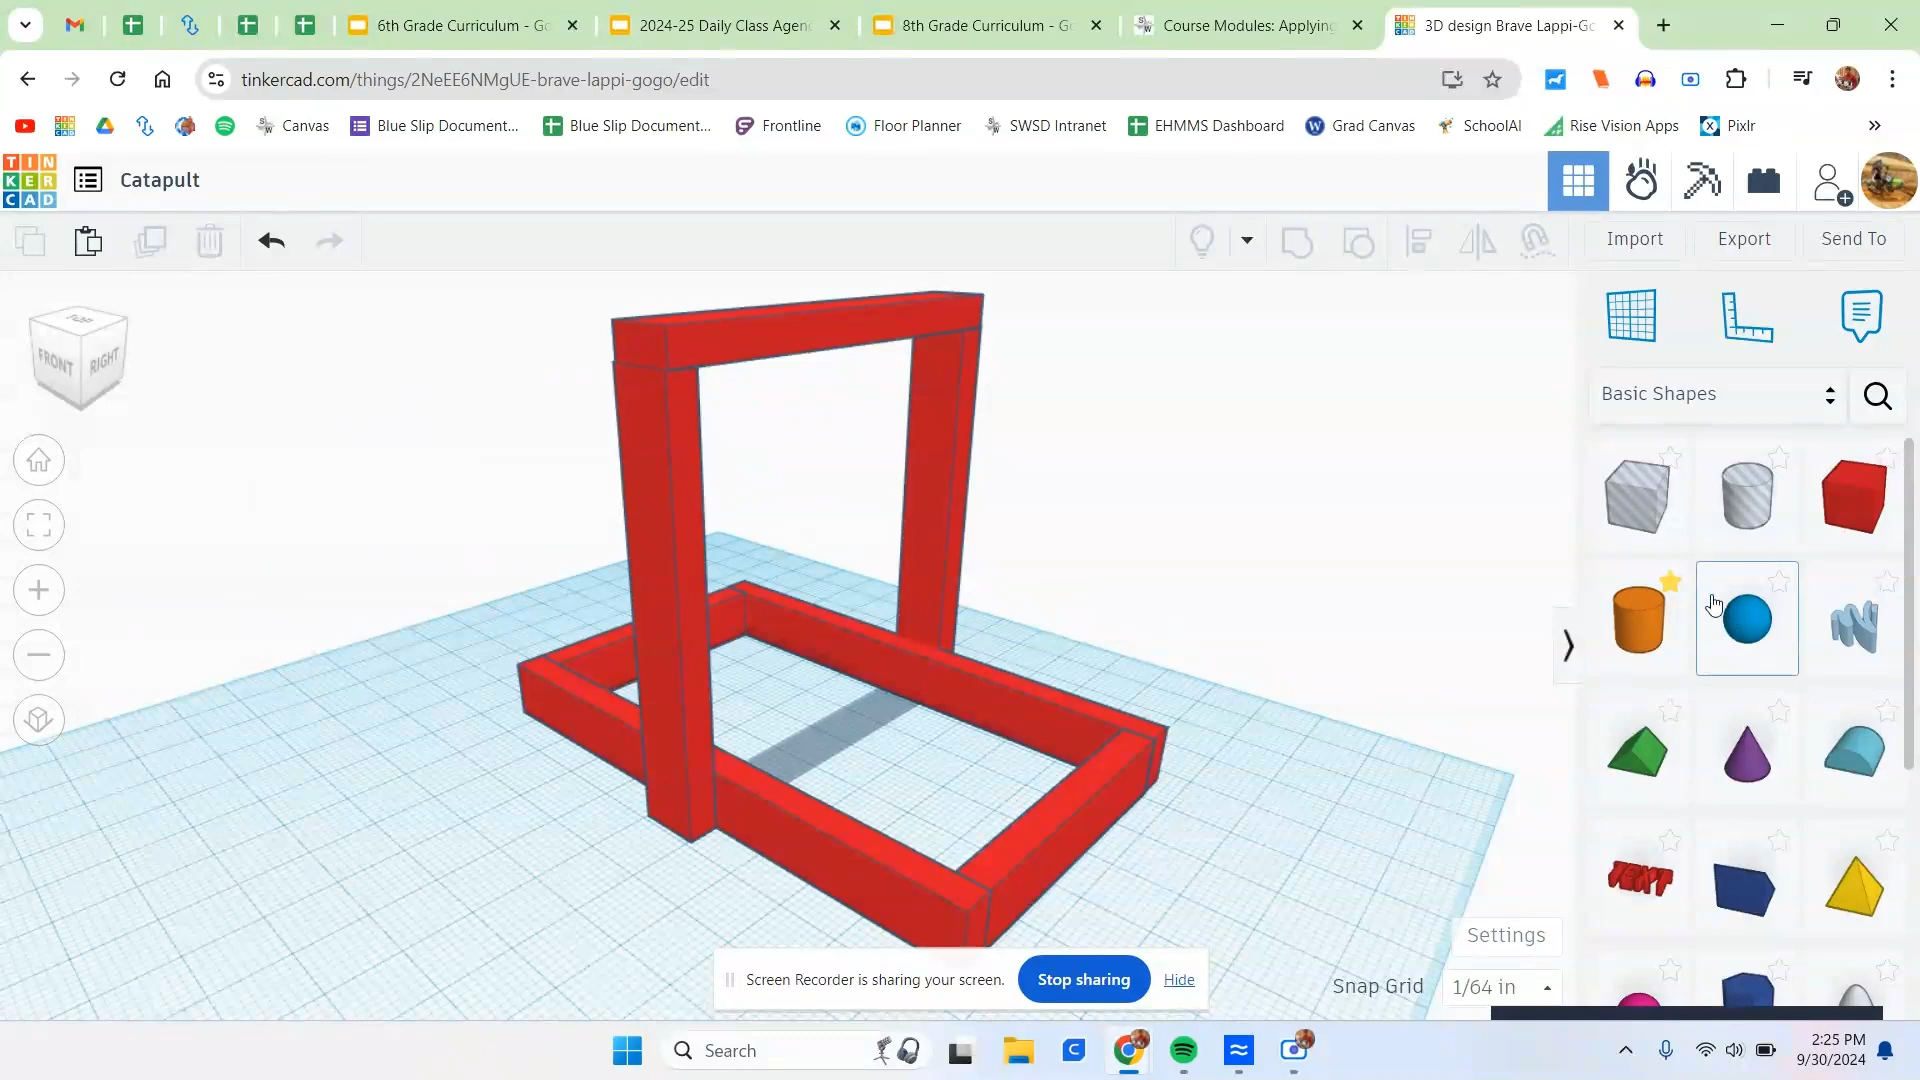 6th Grade Curriculum - Go
2024-25 Daily Class Agen
8th Grade Curriculum - G
Course Modules: Applying
3D design Brave Lappi-Go
tinkercad.com/things/2NeEE6NMgUE-brave-lappi-gogo/edit
Canvas
Blue Slip Document...
Blue Slip Document...
Frontline
Floor Planner
SWSD Intranet
EHMMS Dashboard
Grad Canvas
SchoolAI
Rise Vision Apps
Pixlr
TIN
KER
CAD
Catapult
Import
Export
Send To
TOP
FRONT
RIGHT
Basic Shapes
TEXT
Settings
Screen Recorder is sharing your screen.
Stop sharing
Hide
Snap Grid
1/64 in
Search
2:25 PM
9/30/2024